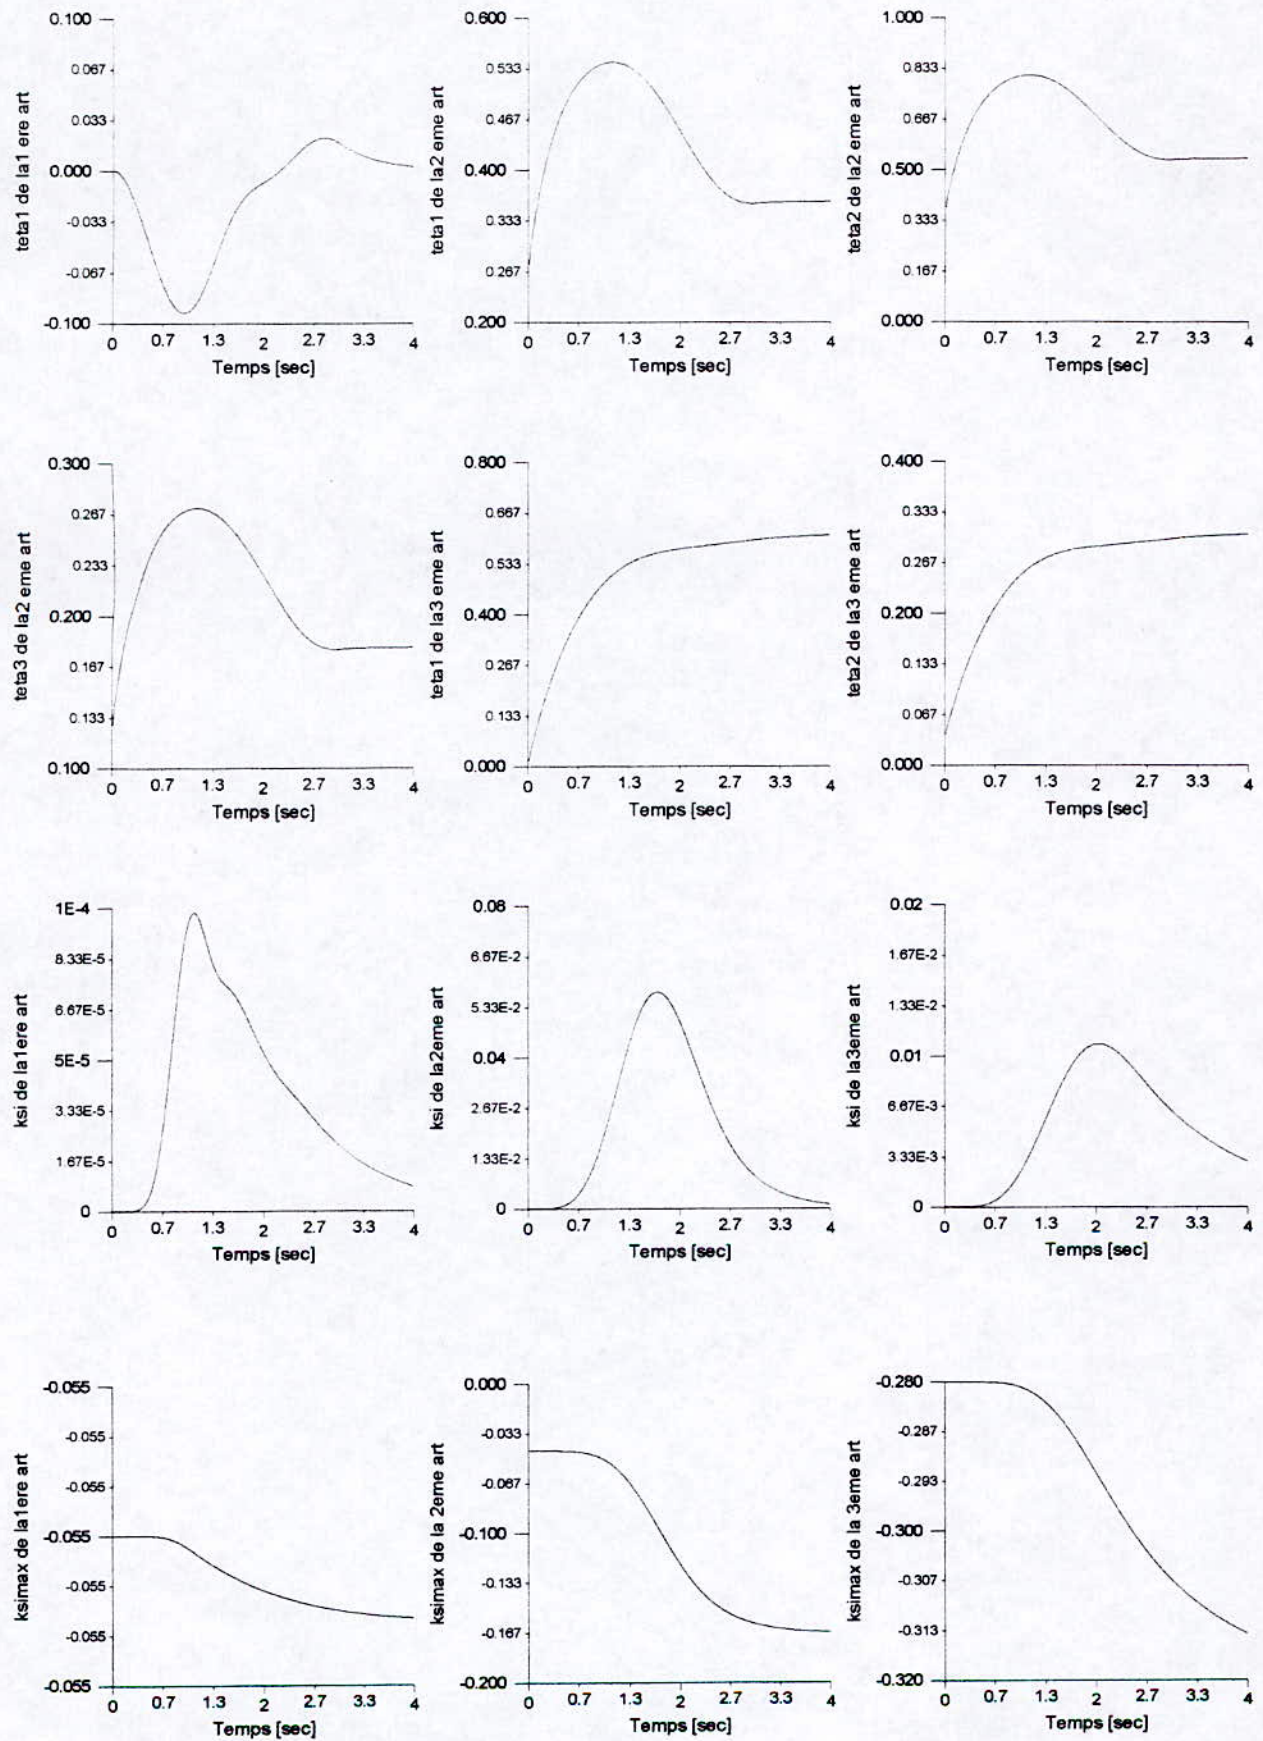 teta1 de la1 ere art
0.100
0.067
0.033
0.000
-0.033
-0.067
-0.100
0 0.7 1.3 2 2.7 3.3 4
Temps [sec]
teta1 de la2 eme art
0.600
0.533
0.467
0.400
0.333
0.267
0.200
0 0.7 1.3 2 2.7 3.3 4
Temps [sec]
teta2 de la2 eme art
1.000
0.833
0.667
0.500
0.333
0.167
0.000
0 0.7 1.3 2 2.7 3.3 4
Temps [sec]
teta3 de la2 eme art
0.300
0.267
0.233
0.200
0.167
0.133
0.100
0 0.7 1.3 2 2.7 3.3 4
Temps [sec]
teta1 de la3 eme art
0.800
0.667
0.533
0.400
0.267
0.133
0.000
0 0.7 1.3 2 2.7 3.3 4
Temps [sec]
teta2 de la3 eme art
0.400
0.333
0.267
0.200
0.133
0.067
0.000
0 0.7 1.3 2 2.7 3.3 4
Temps [sec]
ksi de la1ere art
1E-4
8.33E-5
6.67E-5
5E-5
3.33E-5
1.67E-5
0
0 0.7 1.3 2 2.7 3.3 4
Temps [sec]
ksi de la2eme art
0.08
6.67E-2
5.33E-2
0.04
2.67E-2
1.33E-2
0
0 0.7 1.3 2 2.7 3.3 4
Temps [sec]
ksi de la3eme art
0.02
1.67E-2
1.33E-2
0.01
6.67E-3
3.33E-3
0
0 0.7 1.3 2 2.7 3.3 4
Temps [sec]
ksimax de la1ere art
-0.055
-0.055
-0.055
-0.055
-0.055
-0.055
-0.055
0 0.7 1.3 2 2.7 3.3 4
Temps [sec]
ksimax de la 2eme art
0.000
-0.033
-0.067
-0.100
-0.133
-0.167
-0.200
0 0.7 1.3 2 2.7 3.3 4
Temps [sec]
ksimax de la 3eme art
-0.280
-0.287
-0.293
-0.300
-0.307
-0.313
-0.320
0 0.7 1.3 2 2.7 3.3 4
Temps [sec]